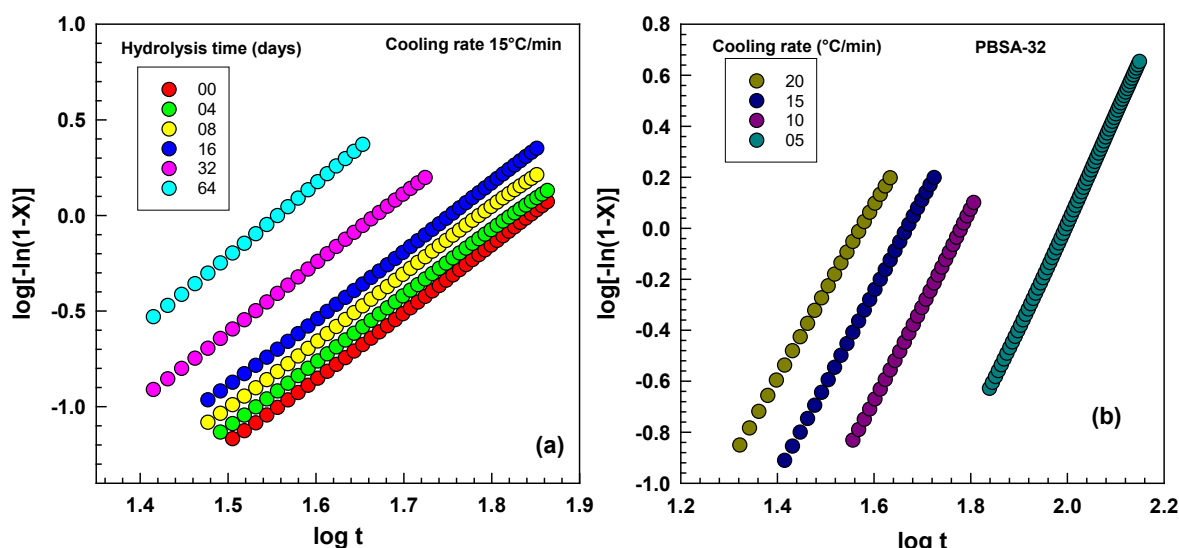 Hydrolysis time (days)
Cooling rate 15°C/min
00
04
08
16
32
64
log[-ln(1-X)]
1.0
0.5
0.0
-0.5
-1.0
(a)
1.4 1.5 1.6 1.7 1.8 1.9
log t
Cooling rate (°C/min)
PBSA-32
20
15
10
05
log[-ln(1-X)]
0.8
0.6
0.4
0.2
0.0
-0.2
-0.4
-0.6
-0.8
-1.0
(b)
1.2 1.4 1.6 1.8 2.0 2.2
log t